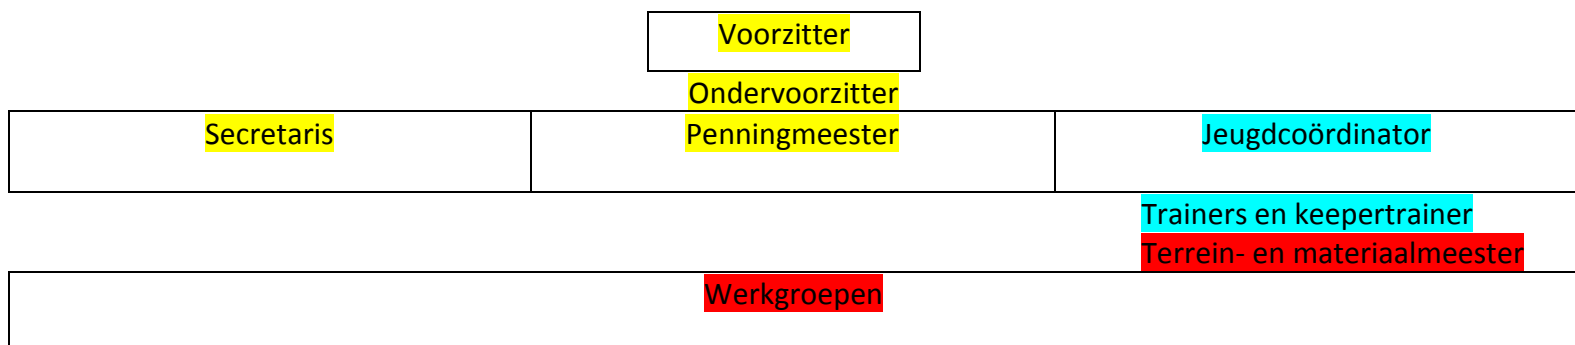 Voorzitter
Ondervoorzitter
Secretaris
Penningmeester
Jeugdcoördinator
Trainers en keepertrainer
Terrein- en materiaalmeester
Werkgroepen